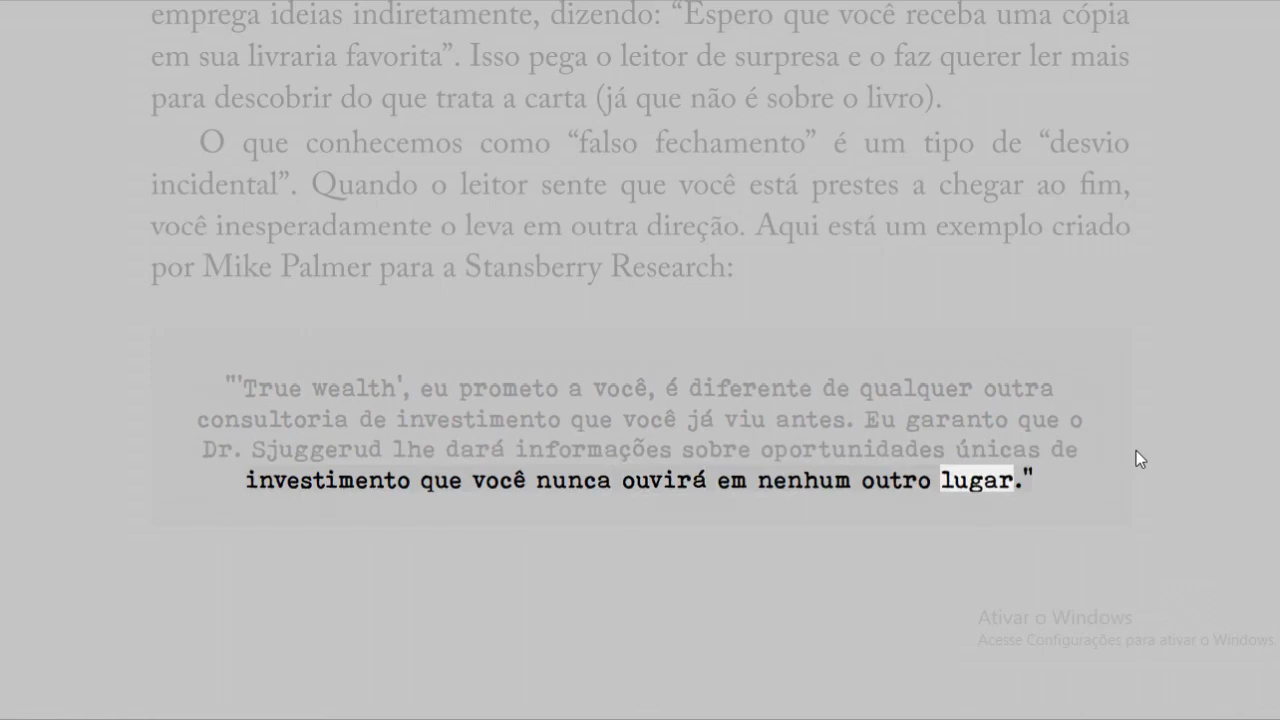 emprega ideias indiretamente, dizendo: “Espero que você receba uma cópia
em sua livraria favorita”. Isso pega o leitor de surpresa e o faz querer ler mais
para descobrir do que trata a carta (já que não é sobre o livro).
O que conhecemos como “falso fechamento” é um tipo de “desvio
incidental”. Quando o leitor sente que você está prestes a chegar ao fim,
você inesperadamente o leva em outra direção. Aqui está um exemplo criado
por Mike Palmer para a Stansberry Research:
"'True wealth', eu prometo a você, é diferente de qualquer outra
consultoria de investimento que você já viu antes. Eu garanto que o
Dr. Sjuggerud lhe dará informações sobre oportunidades únicas de
investimento que você nunca ouvirá em nenhum outro lugar."
Ativar o Windows
Acesse Configurações para ativar o Windows.